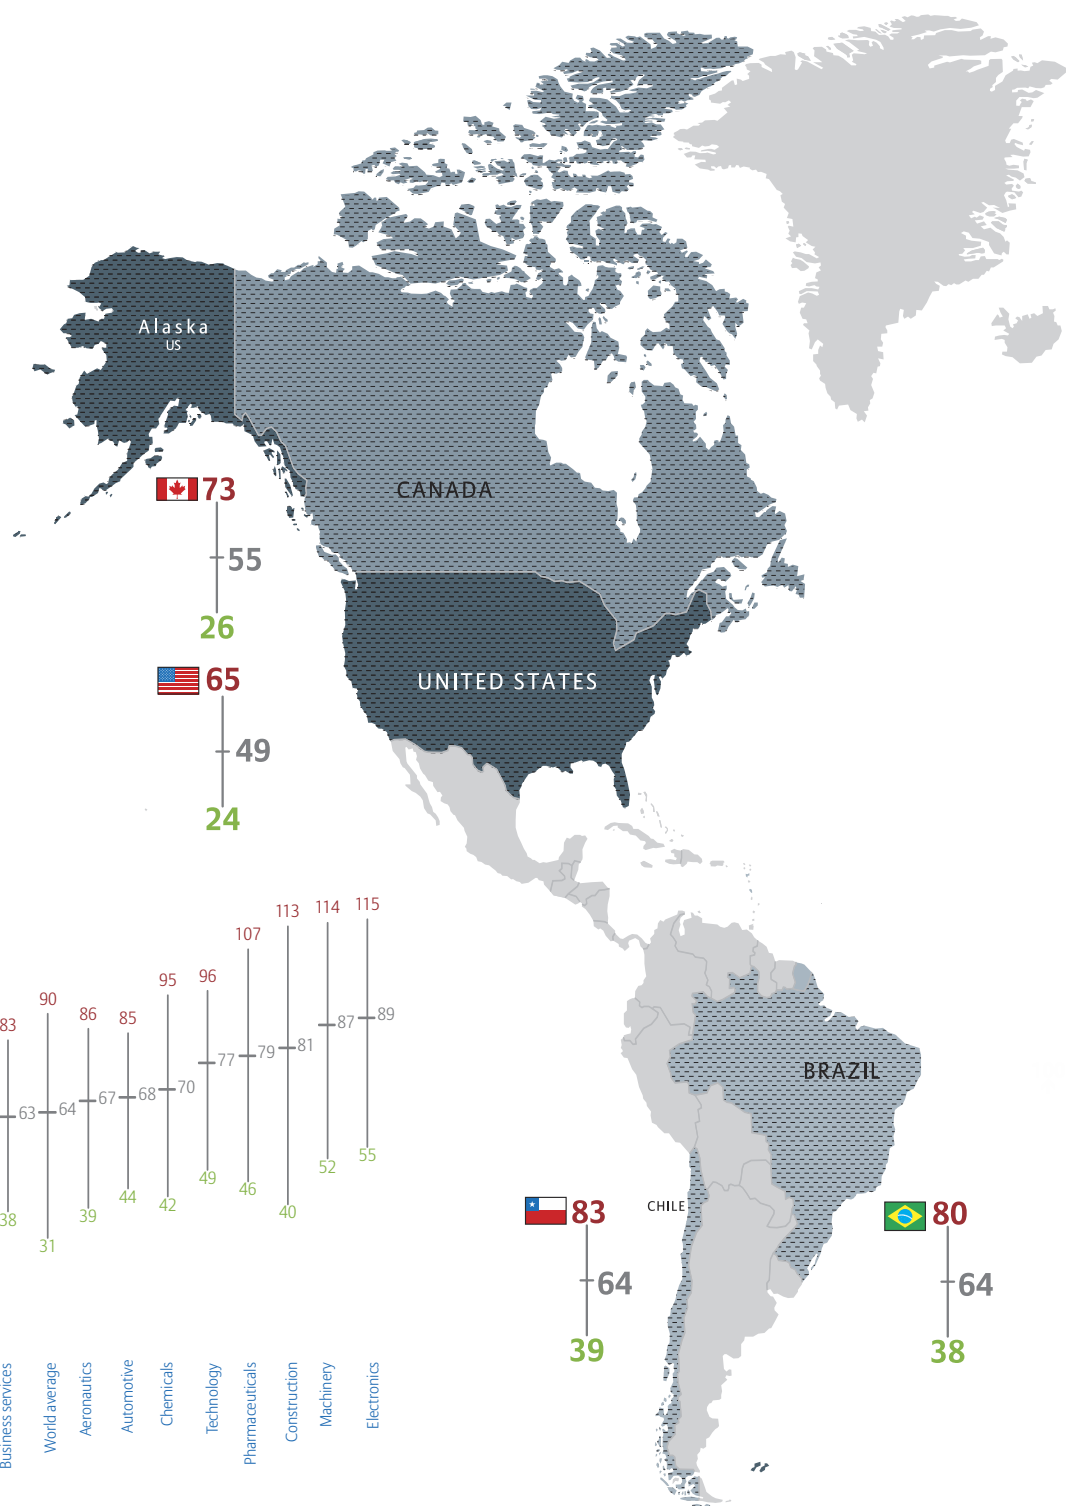 Alaska
US
CANADA
73
55
26
UNITED STATES
65
49
24
83
90
86
85
95
96
107
113
114
115
63
64
67
68
70
77
79
81
87
89
38
31
39
44
42
49
46
40
52
55
Business services
World average
Aeronautics
Automotive
Chemicals
Technology
Pharmaceuticals
Construction
Machinery
Electronics
BRAZIL
CHILE
83
64
39
80
64
38